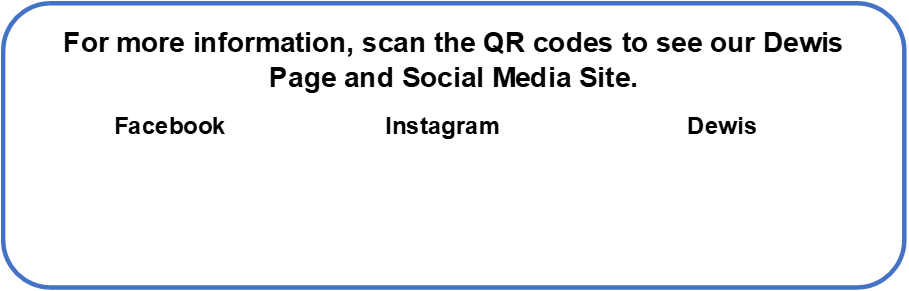 For more information, scan the QR codes to see our Dewis
Page and Social Media Site.
Facebook Instagram Dewis